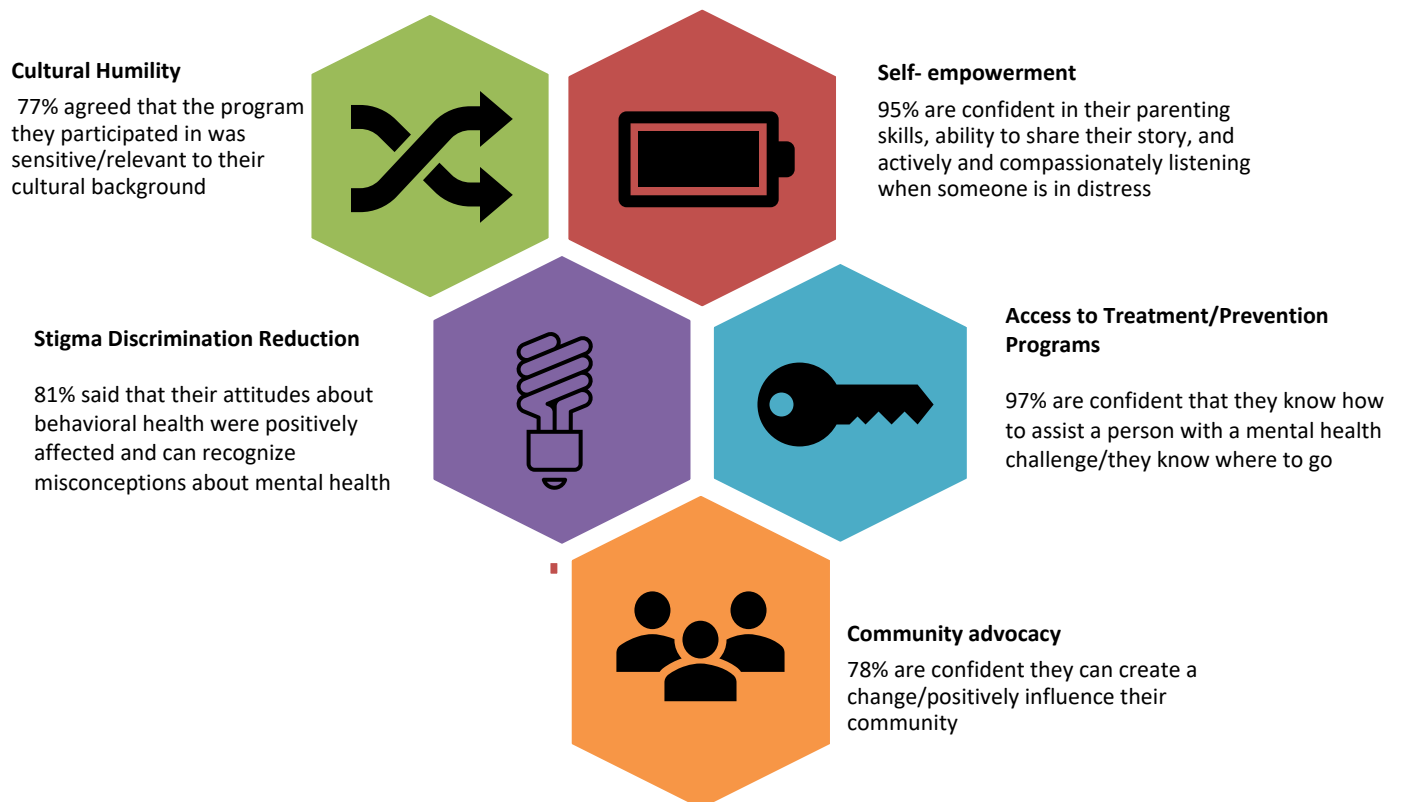 Cultural Humility
77% agreed that the program
they participated in was
sensitive/relevant to their
cultural background
Self- empowerment
95% are confident in their parenting
skills, ability to share their story, and
actively and compassionately listening
when someone is in distress
Stigma Discrimination Reduction
81% said that their attitudes about
behavioral health were positively
affected and can recognize
misconceptions about mental health
Access to Treatment/Prevention
Programs
97% are confident that they know how
to assist a person with a mental health
challenge/they know where to go
Community advocacy
78% are confident they can create a
change/positively influence their
community